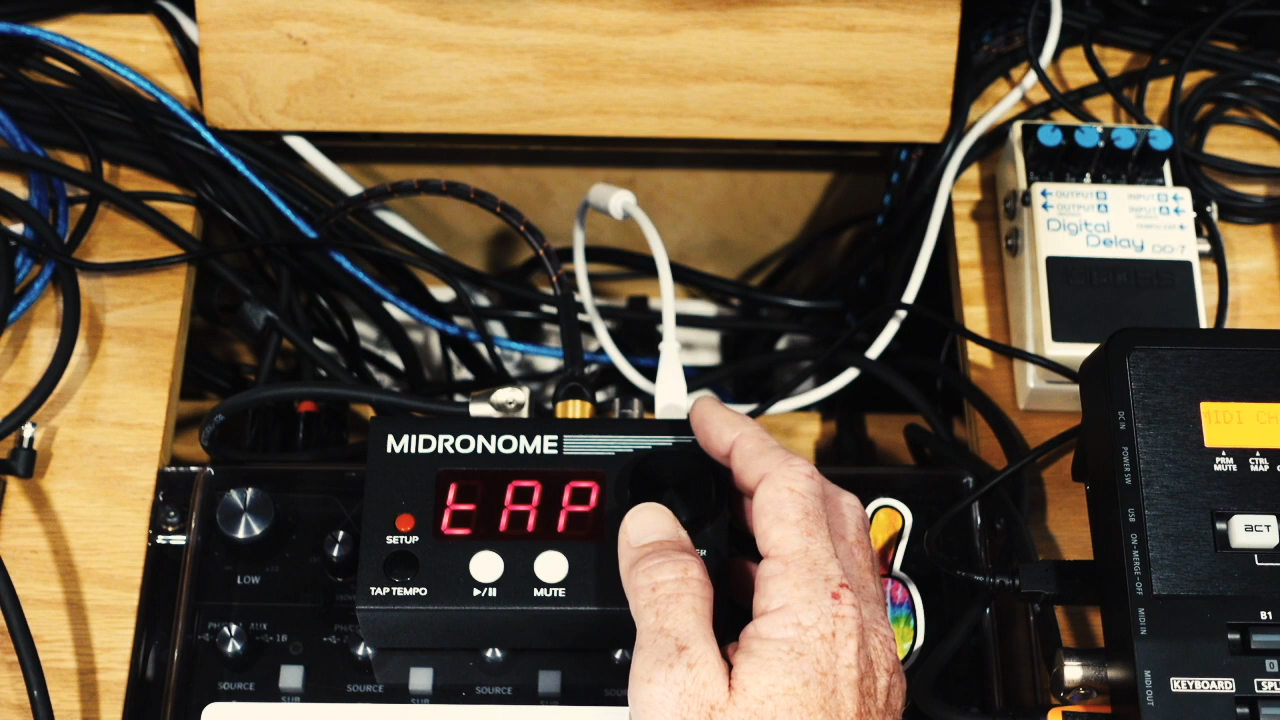 OUTPUT B
INPUT B
OUTPUT A
INPUT A
Digital
Delay DD-7
MIDRONOME
tAP
SETUP
TAP TEMPO
MUTE
LOW
SOURCE
SUB
SOURCE
SUB
SOURCE
SUB
DC IN
POWER SW
USB
ON-MERGE-OFF
MIDI IN
MIDI OUT
MIDI CH
PRM
MUTE
CTRL
MAP
ACT
B1
KEYBOARD
SPL